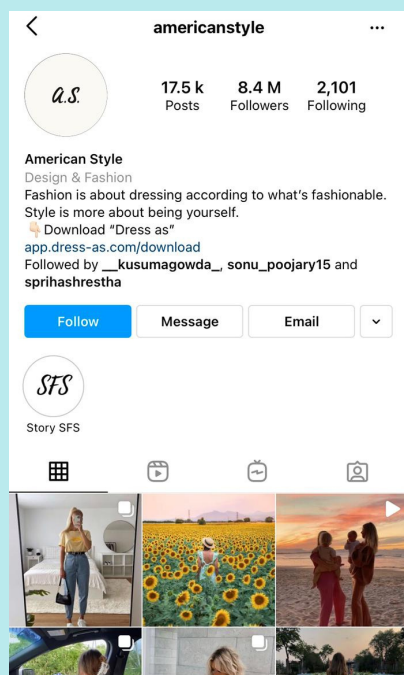 americanstyle
a.s.
17.5 k 8.4 M 2,101
Posts Followers Following
American Style
Design & Fashion
Fashion is about dressing according to what's fashionable.
Style is more about being yourself.
👇🏻Download “Dress as”
app.dress-as.com/download
Followed by __kusumagowda_, sonu_poojary15 and
sprihashrestha
Follow Message Email
SFS
Story SFS